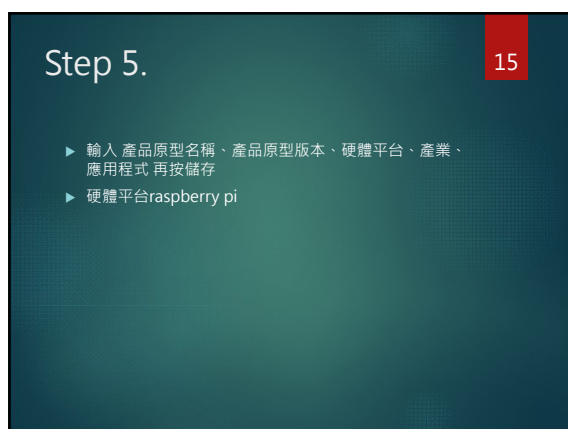 Step 5.
15
輸入 產品原型名稱、產品原型版本、硬體平台、產業、
應用程式 再按儲存
硬體平台raspberry pi